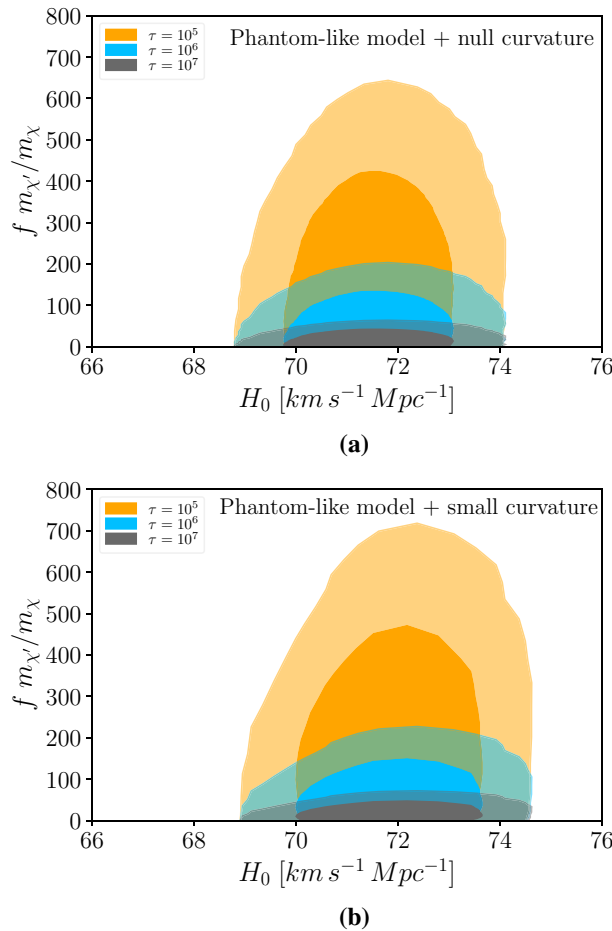 800
700
600
500
400
300
200
100
0
f m_χ′/m_χ
τ = 10^5
τ = 10^6
τ = 10^7
Phantom-like model + null curvature
66 68 70 72 74 76
H_0 [km s^−1 Mpc^−1]
(a)
800
700
600
500
400
300
200
100
0
f m_χ′/m_χ
τ = 10^5
τ = 10^6
τ = 10^7
Phantom-like model + small curvature
66 68 70 72 74 76
H_0 [km s^−1 Mpc^−1]
(b)